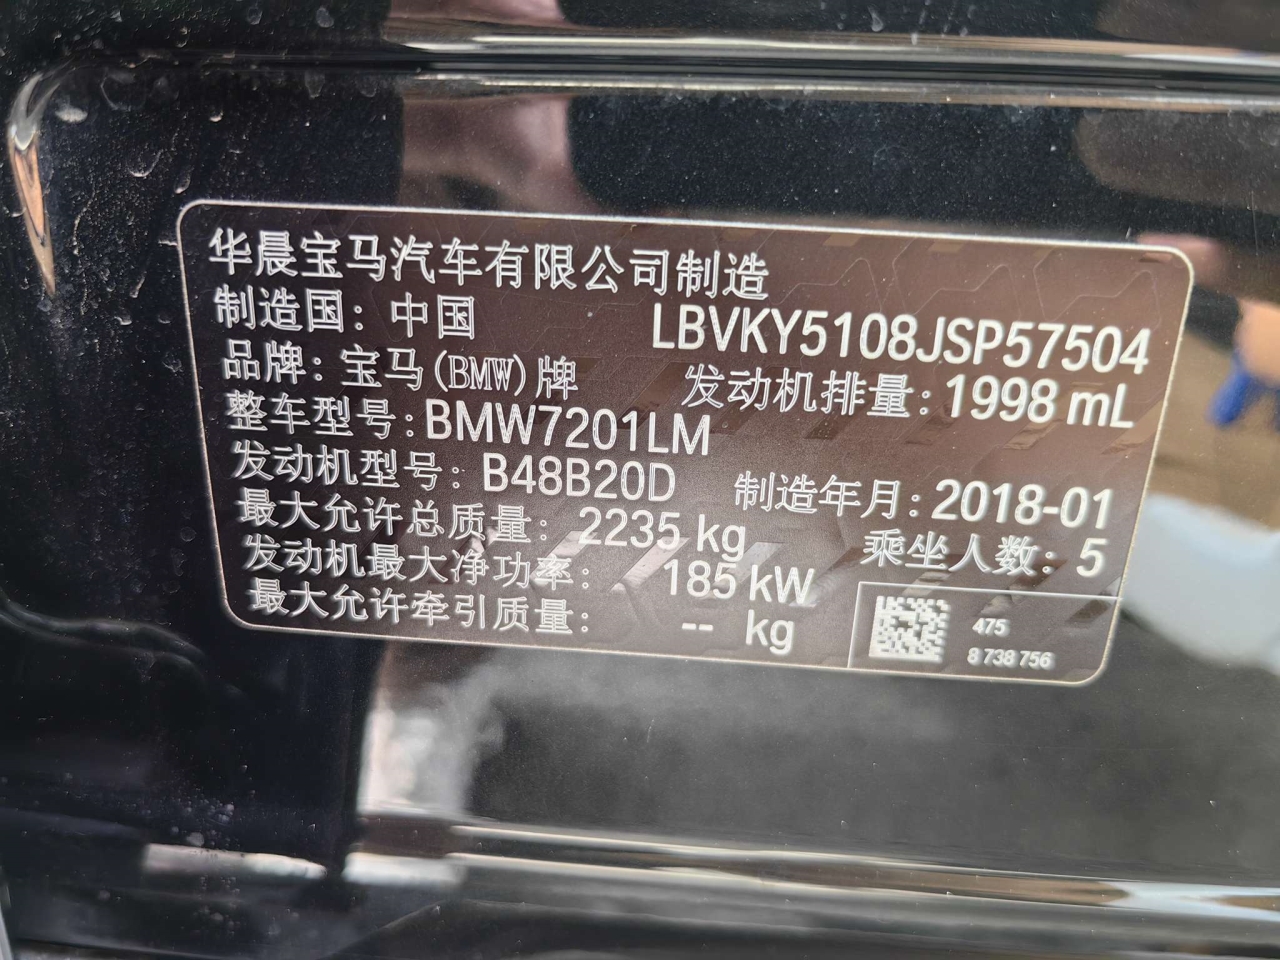 华晨宝马汽车有限公司制造
制造国：中国
LBVKY5108JSP57504
品牌：宝马(BMW)牌
发动机排量：1998 mL
整车型号：BMW7201LM
发动机型号：B48B20D
制造年月：2018-01
最大允许总质量：2235 kg
乘坐人数：5
发动机最大净功率：185 kW
最大允许牵引质量：-- kg
475
8 738 756